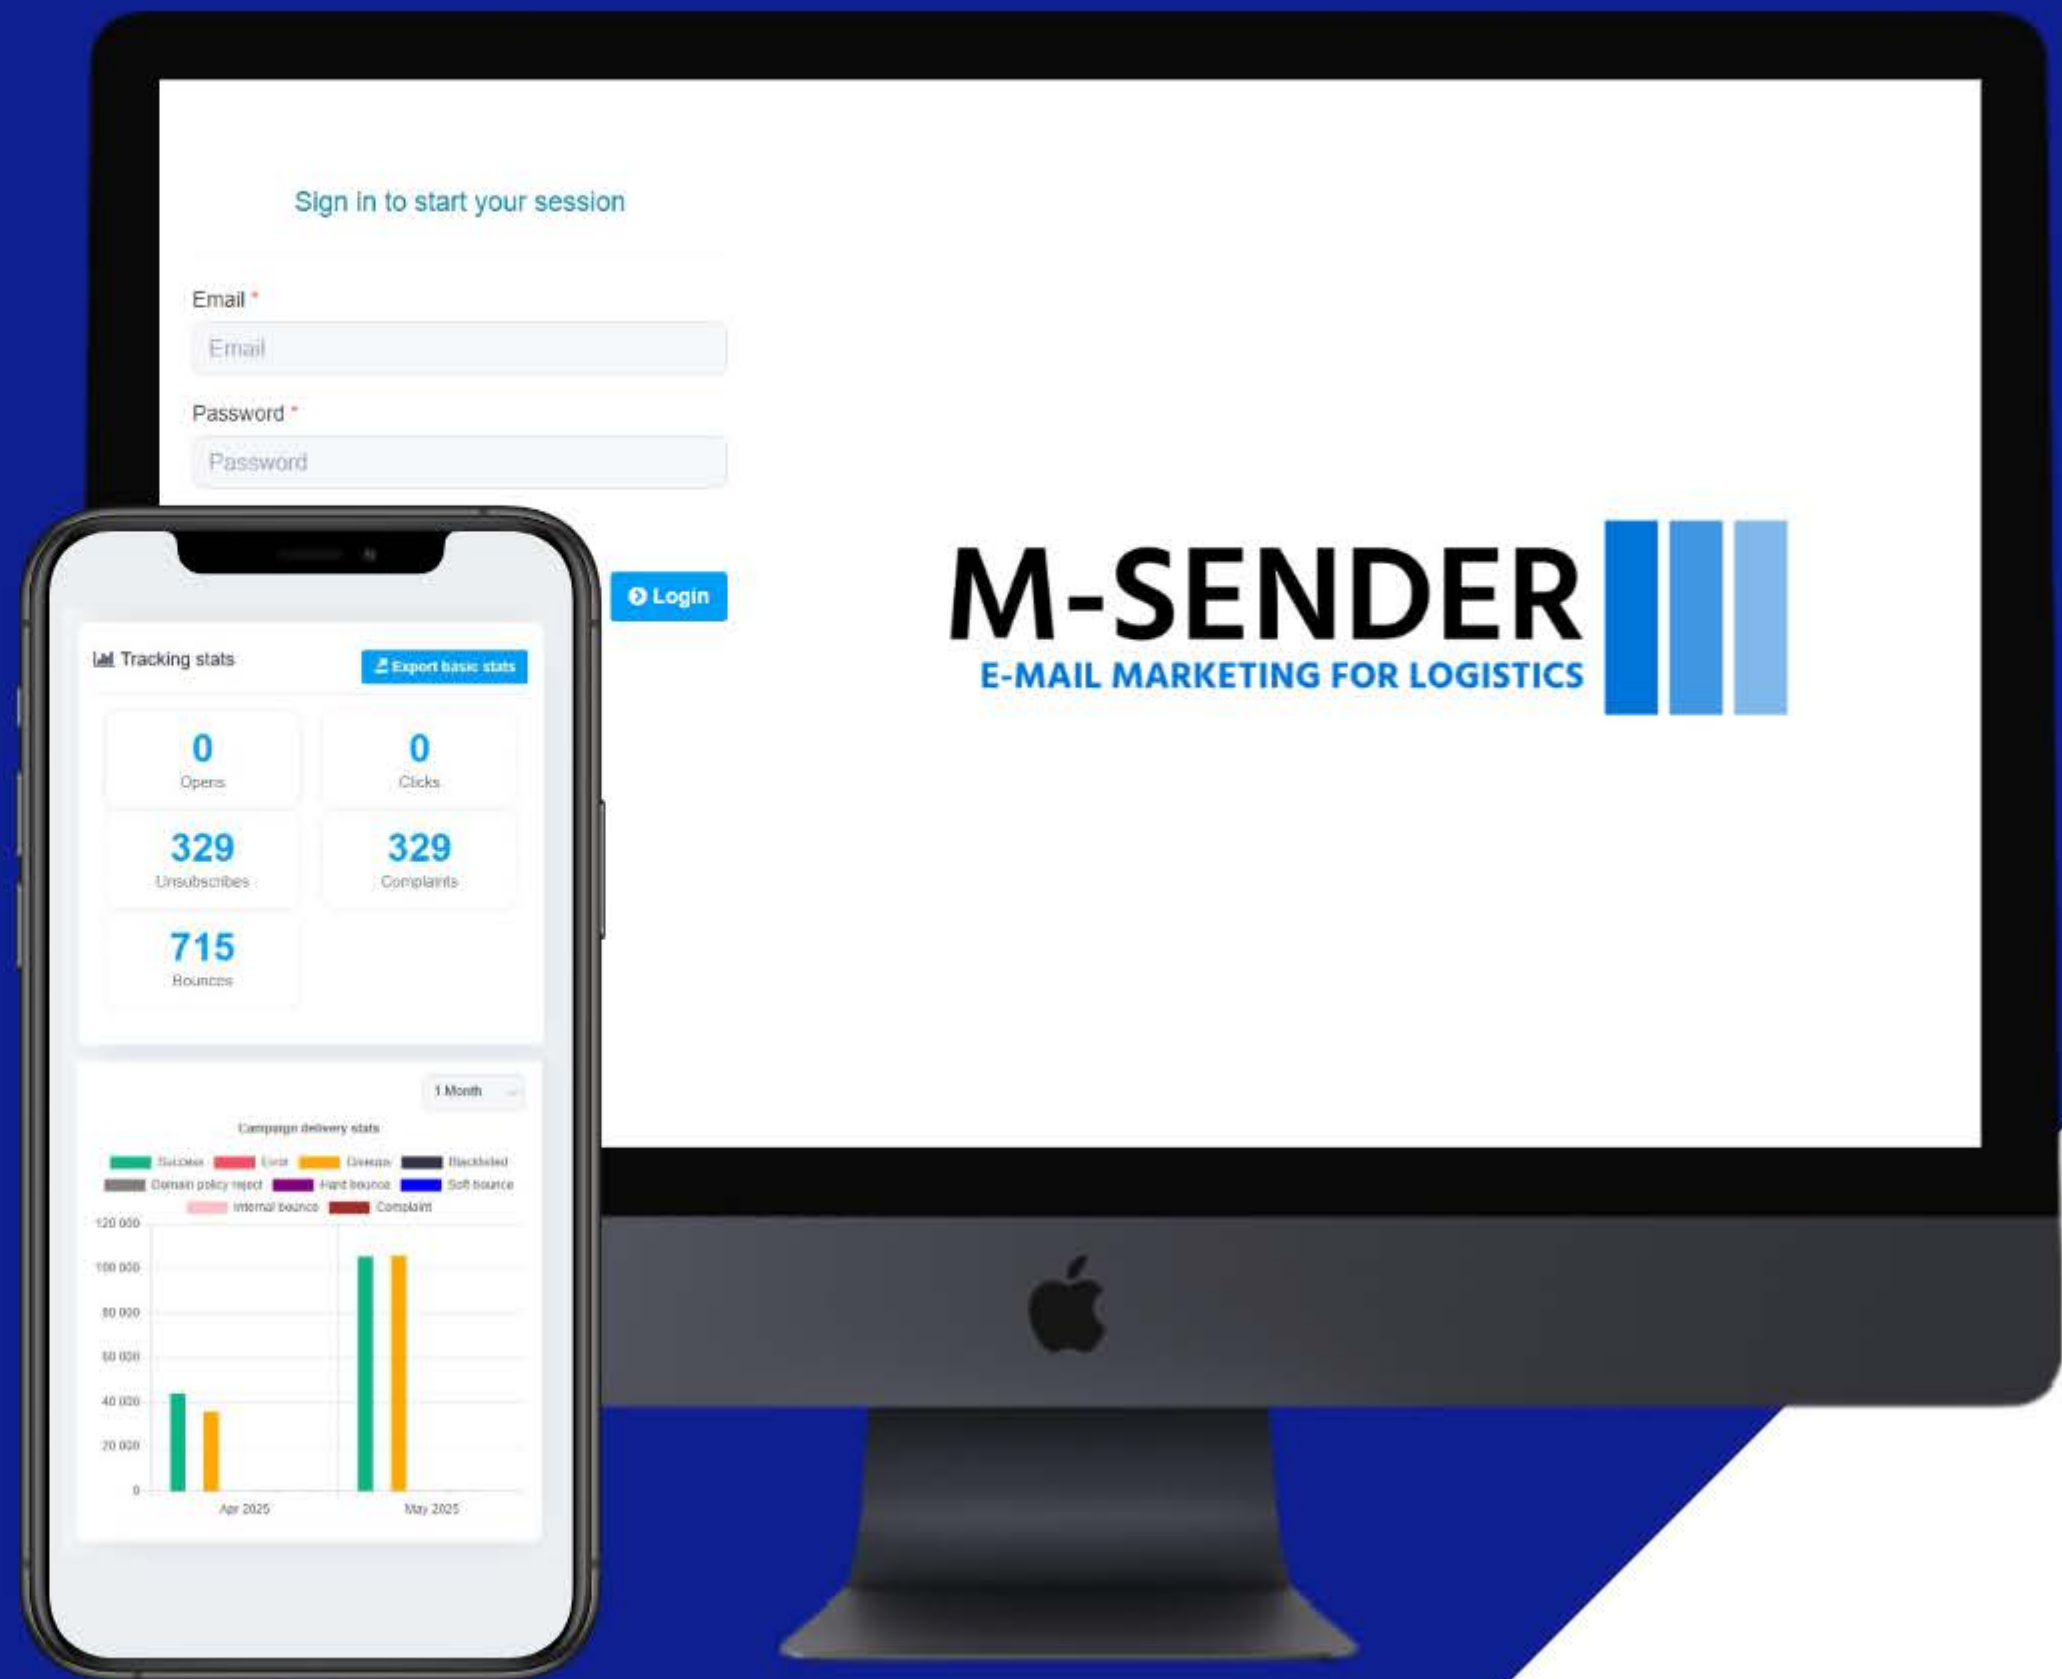 Sign in to start your session
Email *
Email
Password *
Password
Login
M-SENDER
E-MAIL MARKETING FOR LOGISTICS
Tracking stats
Export basic stats
0
Opens
0
Clicks
329
Unsubscribes
329
Complaints
715
Bounces
1 Month
Campaign delivery stats
Success Error Giveups Blacklisted
Domain policy reject Hard bounce Soft bounce
Internal bounce Complaint
120 000
100 000
80 000
60 000
40 000
20 000
0
Apr 2025 May 2025